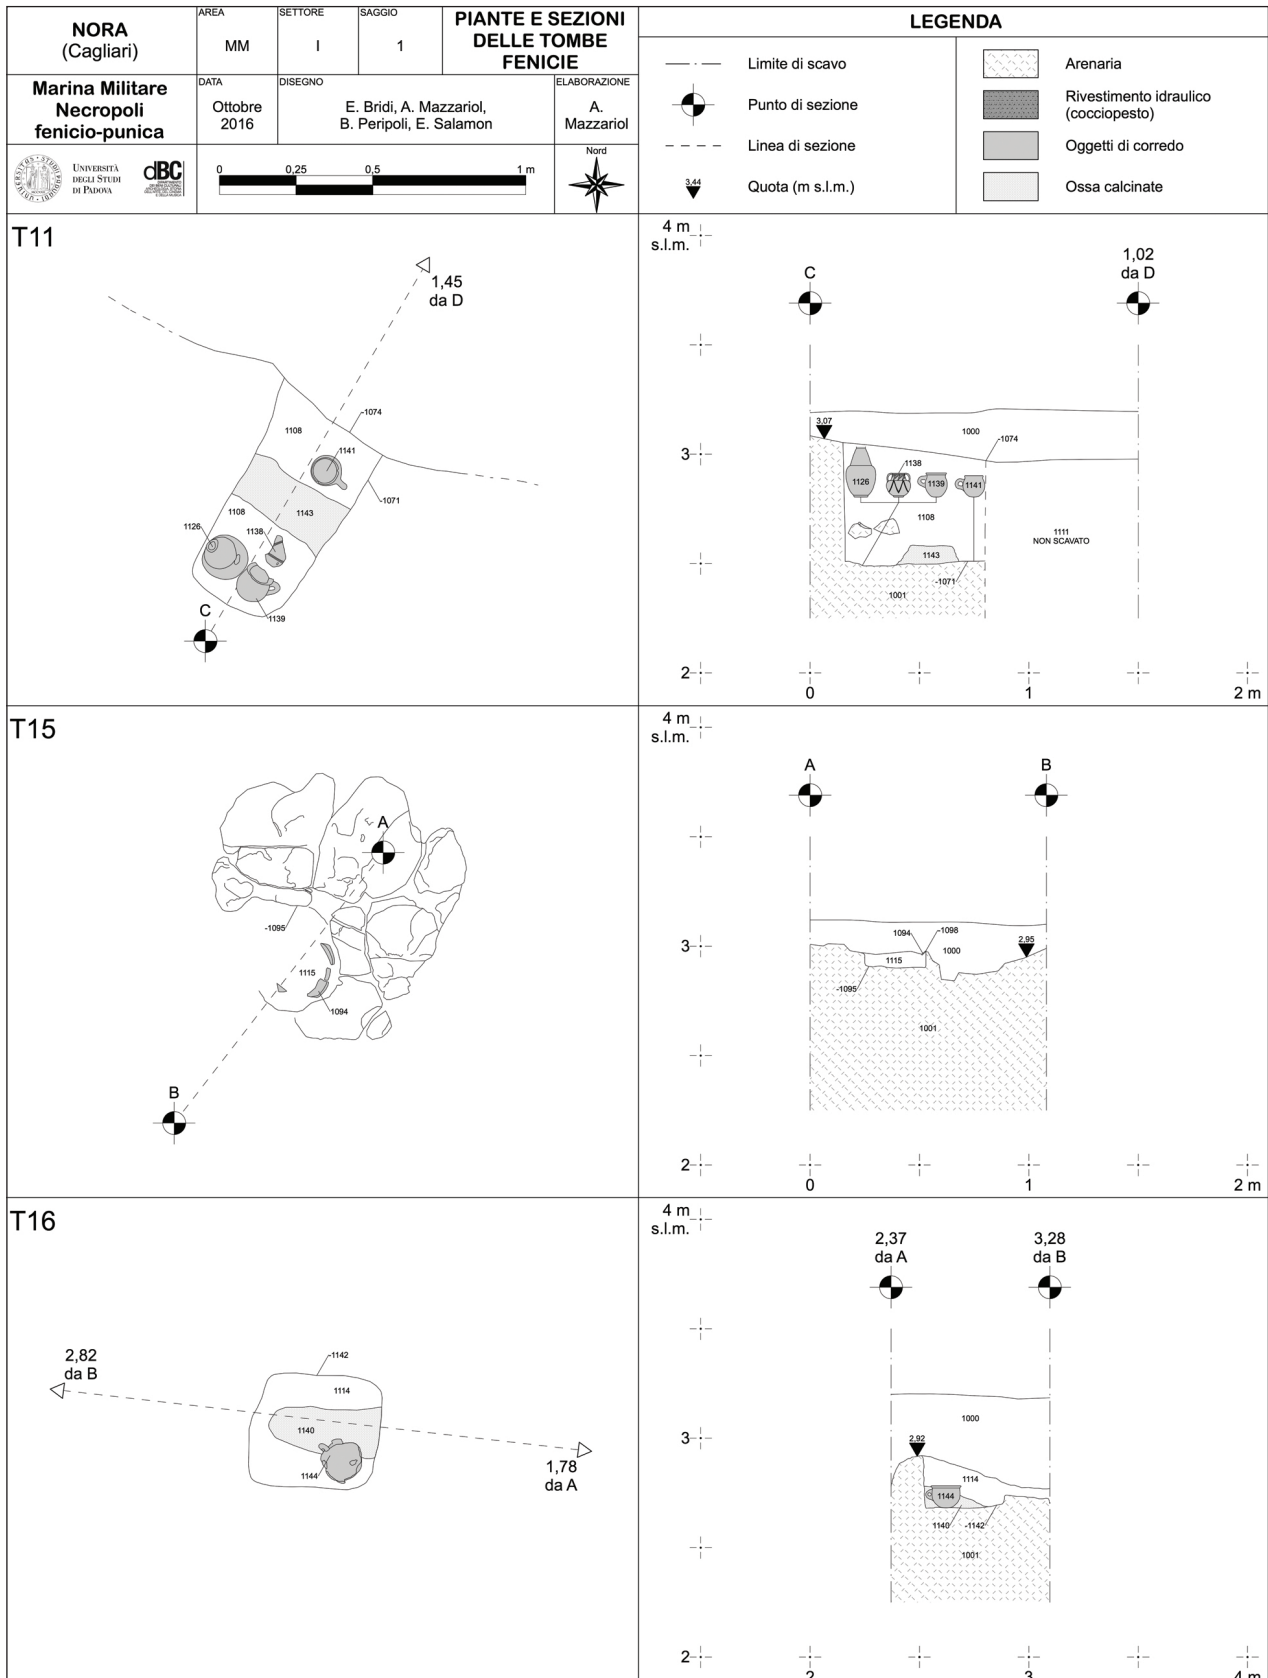 NORA
(Cagliari)
AREA
MM
SETTORE
I
SAGGIO
1
PIANTE E SEZIONI
DELLE TOMBE
FENICIE
Marina Militare
Necropoli
fenicio-punica
DATA
Ottobre
2016
DISEGNO
E. Bridi, A. Mazzariol,
B. Peripoli, E. Salamon
ELABORAZIONE
A.
Mazzariol
UNIVERSITÀ
DEGLI STUDI
DI PADOVA
dBC
0 0,25 0,5 1 m
Nord
LEGENDA
Limite di scavo
Punto di sezione
Linea di sezione
3,44
Quota (m s.l.m.)
Arenaria
Rivestimento idraulico
(cocciopesto)
Oggetti di corredo
Ossa calcinate
T11
1,45
da D
-1074
1108
1141
-1071
1143
1108
1126
1138
C
1139
4 m
s.l.m.
C
1,02
da D
3,07
1000
-1074
3
1138
1126
1139
1141
1108
1111
NON SCAVATO
1143
-1071
1001
2
0 1 2 m
T15
A
-1095
1115
1094
B
4 m
s.l.m.
A
B
1094
-1098
2,95
3
1000
1115
-1095
1001
2
0 1 2 m
T16
2,82
da B
-1142
1114
1140
1144
1,78
da A
4 m
s.l.m.
2,37
da A
3,28
da B
1000
3
2,92
1114
1144
1140
-1142
1001
2
2 3 4 m